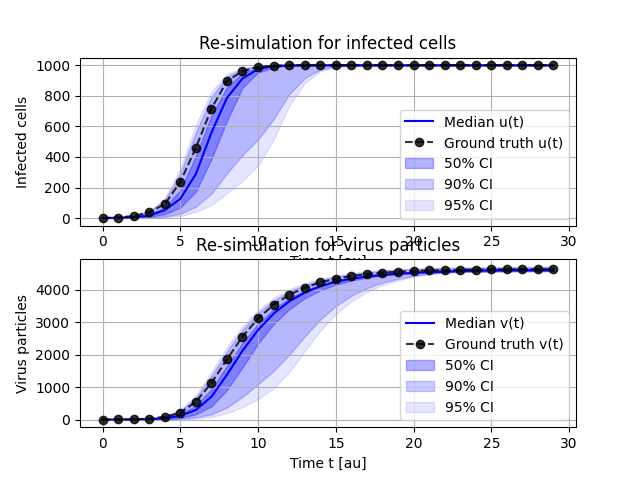 Re-simulation for infected cells
Infected cells
1000
800
600
400
200
0
Median u(t)
Ground truth u(t)
50% CI
90% CI
95% CI
0 5 10 15 20 25 30
Time t [au]
Re-simulation for virus particles
Virus particles
4000
3000
2000
1000
0
Median v(t)
Ground truth v(t)
50% CI
90% CI
95% CI
0 5 10 15 20 25 30
Time t [au]